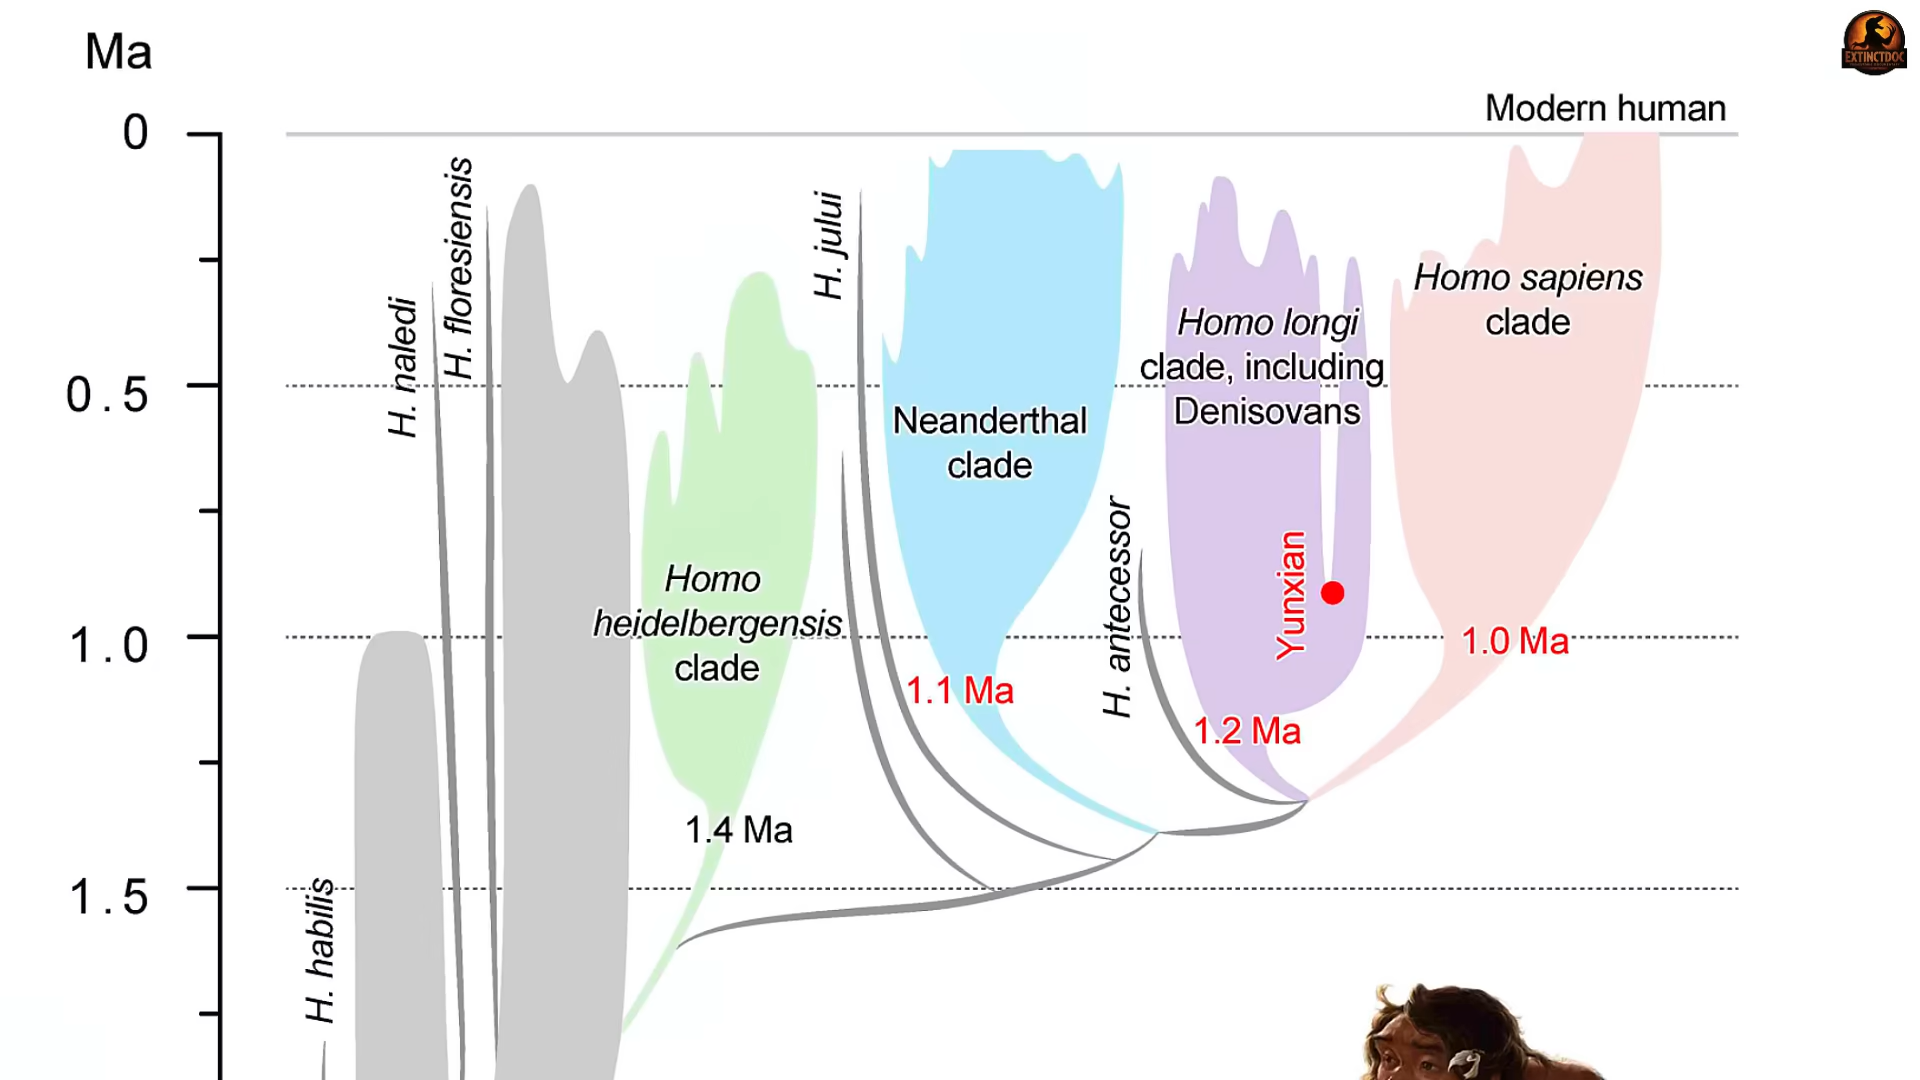 Ma
EXTINCTDOC
Modern human
0
H. floresiensis
H. jului
H. naledi
Homo sapiens
clade
Homo longi
clade, including
Denisovans
0.5
Neanderthal
clade
H. antecessor
Yunxian
Homo
heidelbergensis
clade
1.0
1.0 Ma
1.1 Ma
1.2 Ma
1.4 Ma
1.5
H. habilis